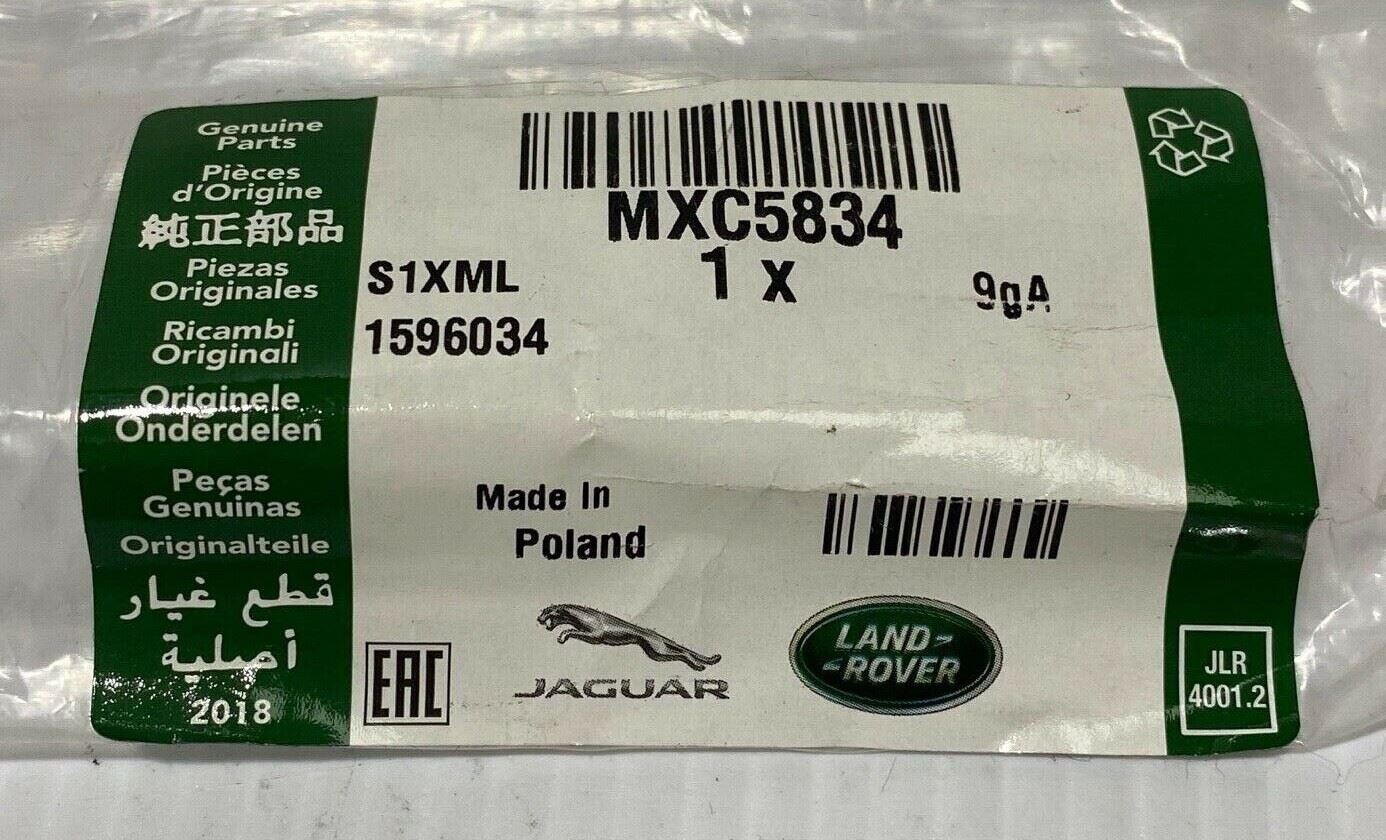 Genuine
Parts
Pièces
d'Origine
純正部品
Piezas
Originales
Ricambi
Originali
Originele
Onderdelen
Peças
Genuinas
Originalteile
قطع غيار
أصلية
2018
MXC5834
1 X
S1XML
1596034
Made In
Poland
EAC
JAGUAR
LAND-
-ROVER
JLR
4001.2